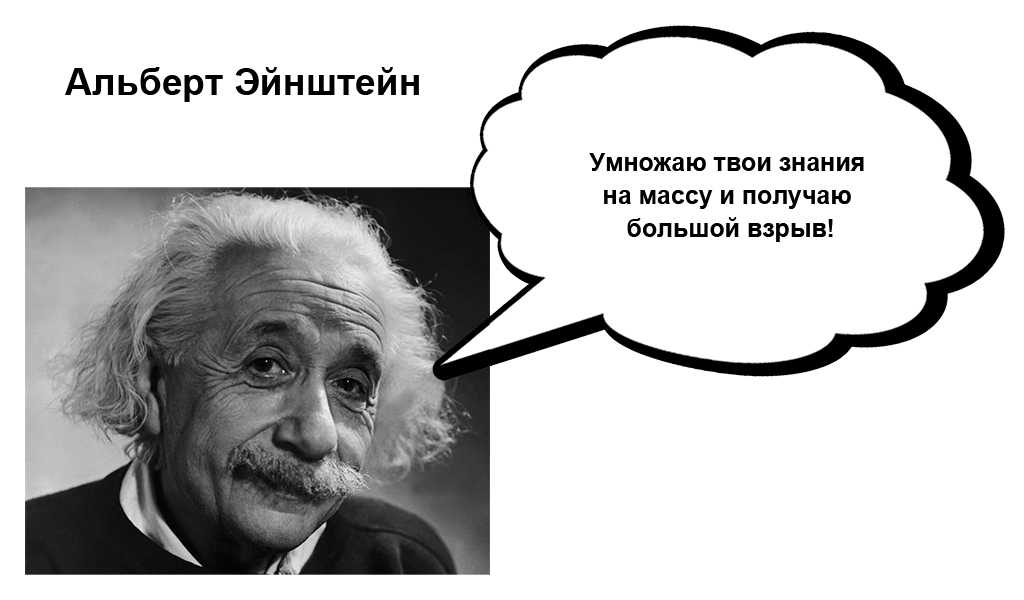 Альберт Эйнштейн
Умножаю твои знания
на массу и получаю
большой взрыв!